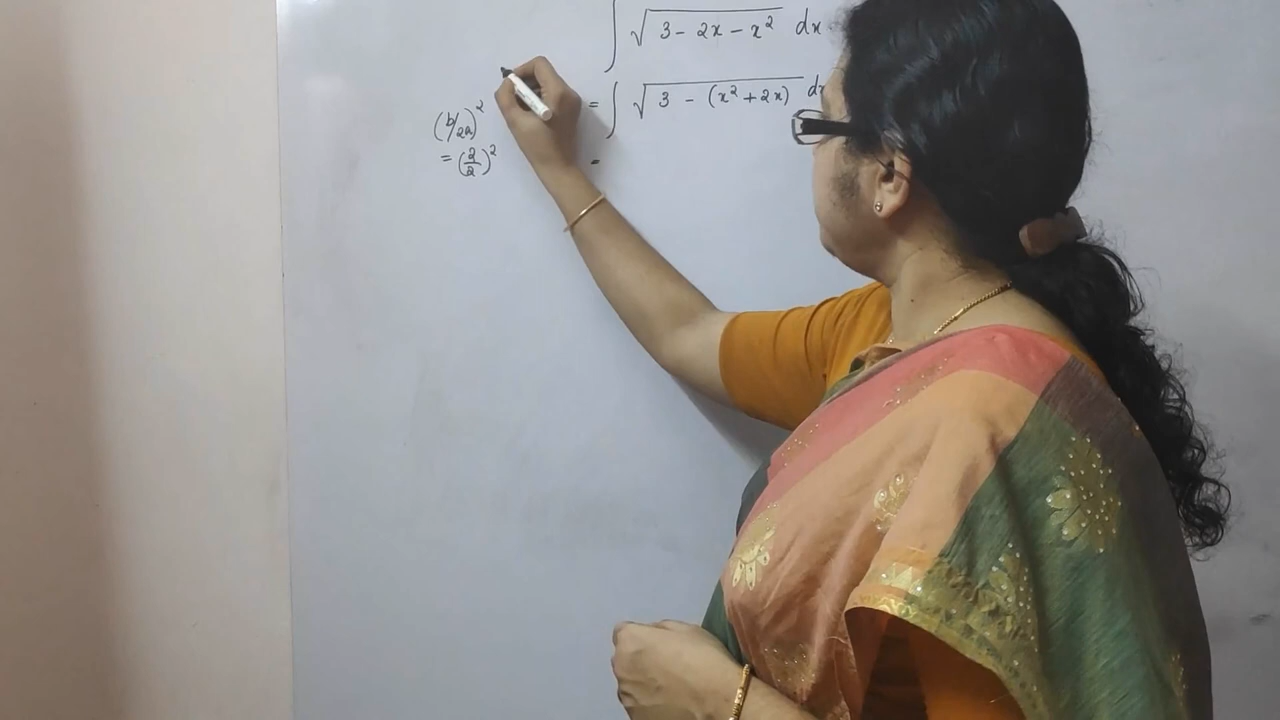 ∫ √(3 - 2x - x²) dx
= ∫ √(3 - (x² + 2x)) dx
(b/2a)²
= (2/2)²
=